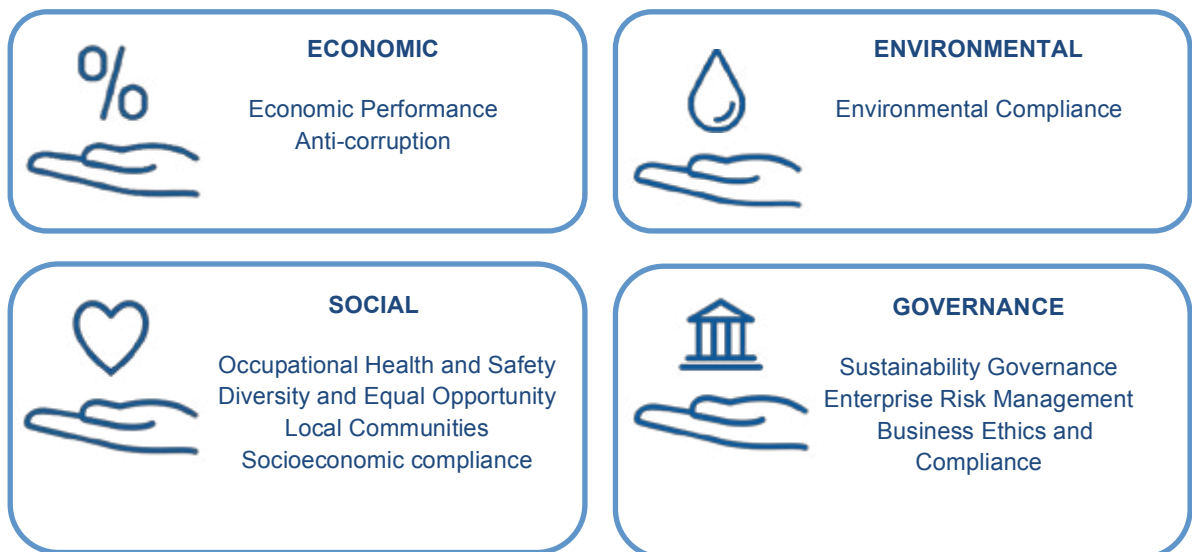 ECONOMIC
Economic Performance
Anti-corruption
ENVIRONMENTAL
Environmental Compliance
SOCIAL
Occupational Health and Safety
Diversity and Equal Opportunity
Local Communities
Socioeconomic compliance
GOVERNANCE
Sustainability Governance
Enterprise Risk Management
Business Ethics and
Compliance